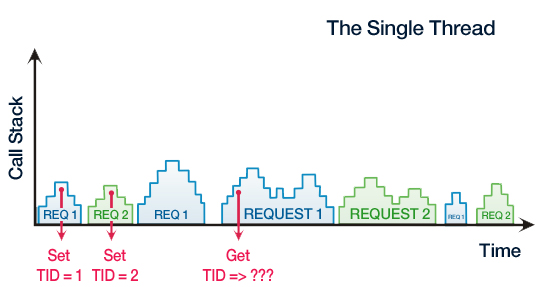 The Single Thread
Call Stack
REQ 1
REQ 2
REQ 1
REQUEST 1
REQUEST 2
REQ 1
REQ 2
Time
Set
TID = 1
Set
TID = 2
Get
TID => ???